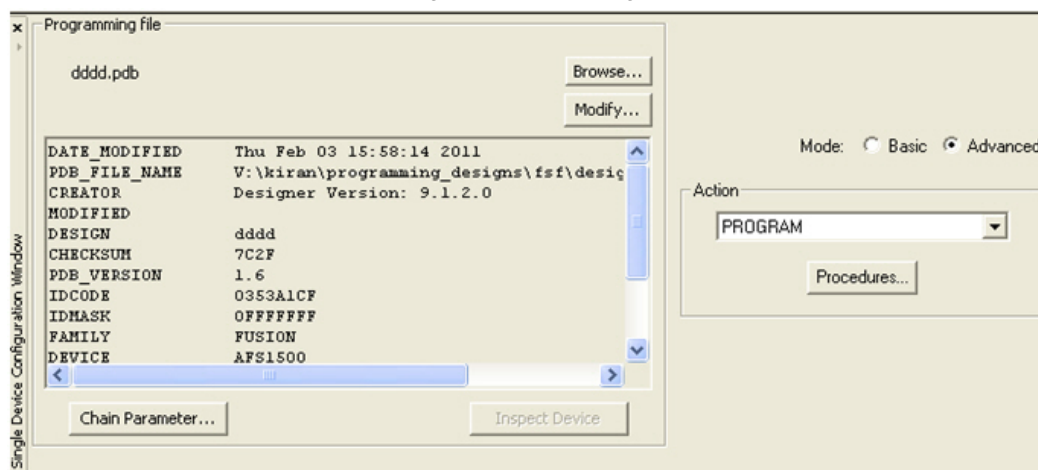 Programming file
dddd.pdb
Browse...
Modify...
DATE_MODIFIED Thu Feb 03 15:58:14 2011
PDB_FILE_NAME V:\kiran\programming_designs\fsf\desig
CREATOR Designer Version: 9.1.2.0
MODIFIED
DESIGN dddd
CHECKSUM 7C2F
PDB_VERSION 1.6
IDCODE 0353A1CF
IDMASK 0FFFFFFF
FAMILY FUSION
DEVICE AFS1500
Chain Parameter...
Inspect Device
Mode: Basic Advanced
Action
PROGRAM
Procedures...
Single Device Configuration Window